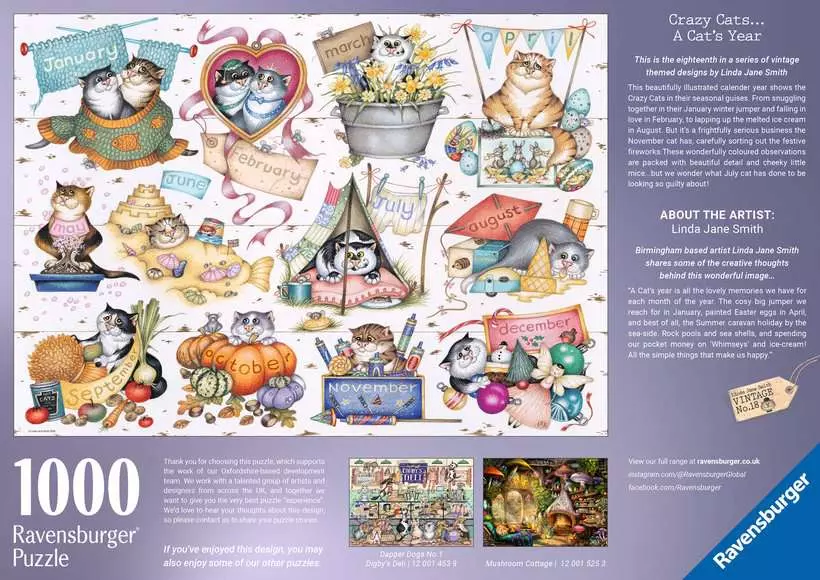 January
march
april
February
may
June
July
august
September
October
November
december
CATS
Crazy Cats...
A Cat's Year
This is the eighteenth in a series of vintage
themed designs by Linda Jane Smith
This beautifully illustrated calender year shows the
Crazy Cats in their seasonal guises. From snuggling
together in their January winter jumper and falling in
love in February, to lapping up the melted ice cream
in August. But it's a frightfully serious business the
November cat has, carefully sorting out the festive
fireworks. These wonderfully coloured observations
are packed with beautiful detail and cheeky little
mice...but we wonder what July cat has done to be
looking so guilty about!
ABOUT THE ARTIST:
Linda Jane Smith
Birmingham based artist Linda Jane Smith
shares some of the creative thoughts
behind this wonderful image...
"A Cat's year is all the lovely memories we have for
each month of the year. The cosy big jumper we
reach for in January, painted Easter eggs in April,
and best of all, the Summer caravan holiday by the
sea-side. Rock pools and sea shells, and spending
our pocket money on 'Whimseys' and ice-cream!
All the simple things that make us happy."
Linda Jane Smith
VINTAGE
No.18
1000
Ravensburger®
Puzzle
Thank you for choosing this puzzle, which supports
the work of our Oxfordshire-based development
team. We work with a talented group of artists and
designers from across the UK, and together we
want to give you the very best puzzle "experience".
We'd love to hear your thoughts about this design,
so please contact us to share your puzzle stories.
If you've enjoyed this design, you may
also enjoy some of our other puzzles:
DIGBY'S DELI
Dapper Dogs No.1
Digby's Deli | 12 001 453 9
Mushroom Cottage | 12 001 525 3
View our full range at ravensburger.co.uk
instagram.com/@RavensburgerGlobal
facebook.com/Ravensburger
Ravensburger